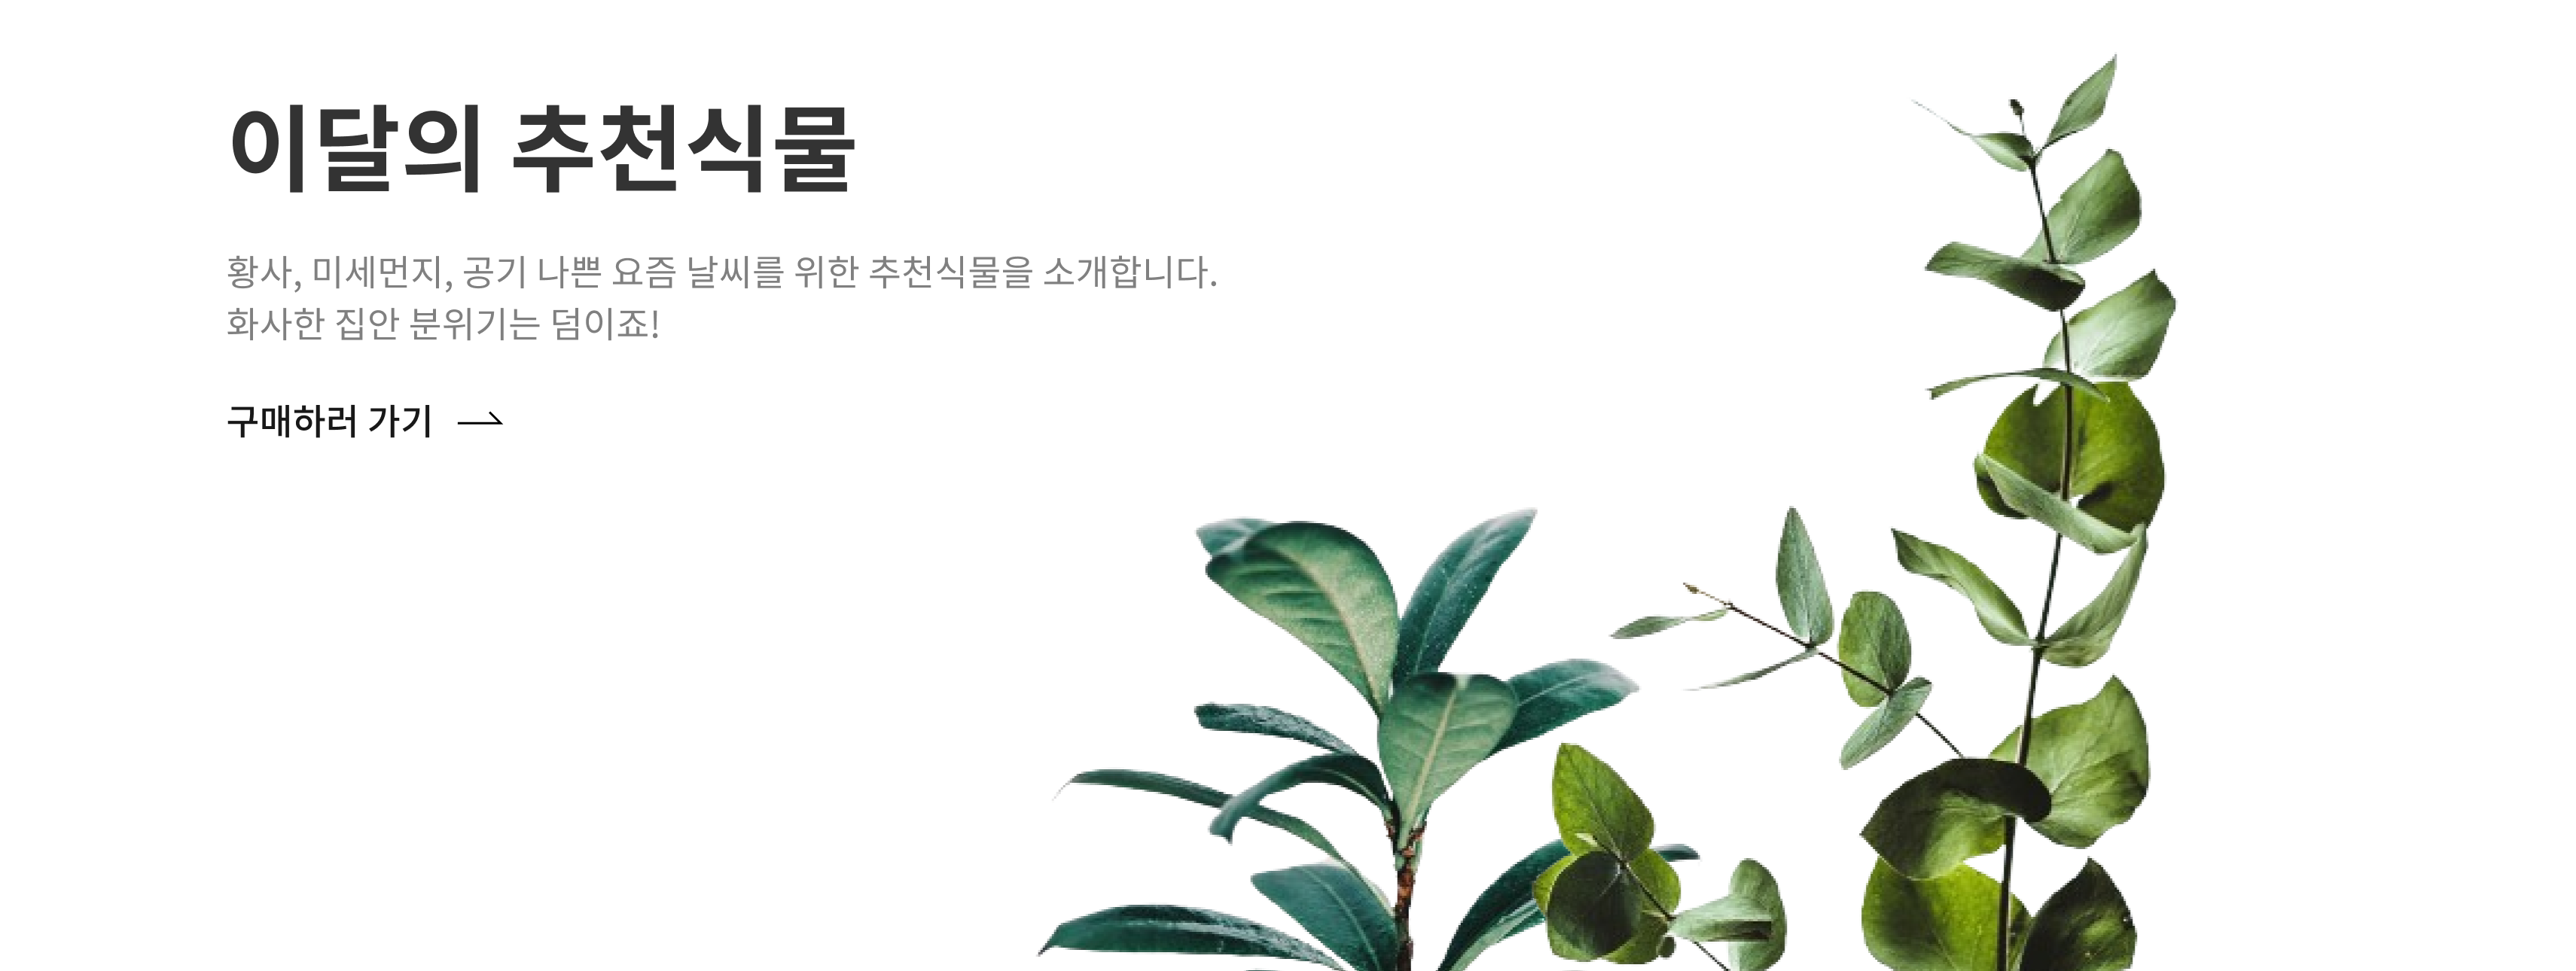 이달의 추천식물
황사, 미세먼지, 공기 나쁜 요즘 날씨를 위한 추천식물을 소개합니다.
화사한 집안 분위기는 덤이죠!
구매하러 가기